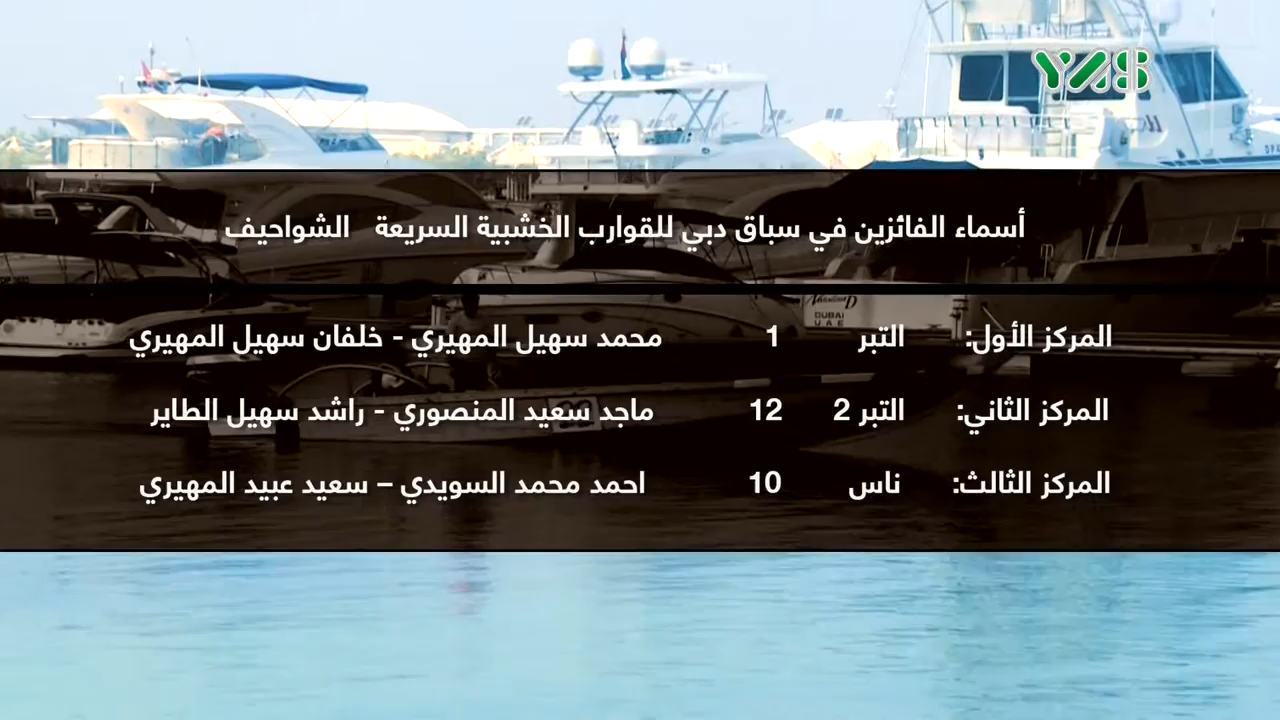 YAS
أسماء الفائزين في سباق دبي للقوارب الخشبية السريعة الشواحيف
المركز الأول: التبر 1 محمد سهيل المهيري - خلفان سهيل المهيري
المركز الثاني: التبر 2 12 ماجد سعيد المنصوري - راشد سهيل الطاير
المركز الثالث: ناس 10 احمد محمد السويدي – سعيد عبيد المهيري
DUBAI
U A E